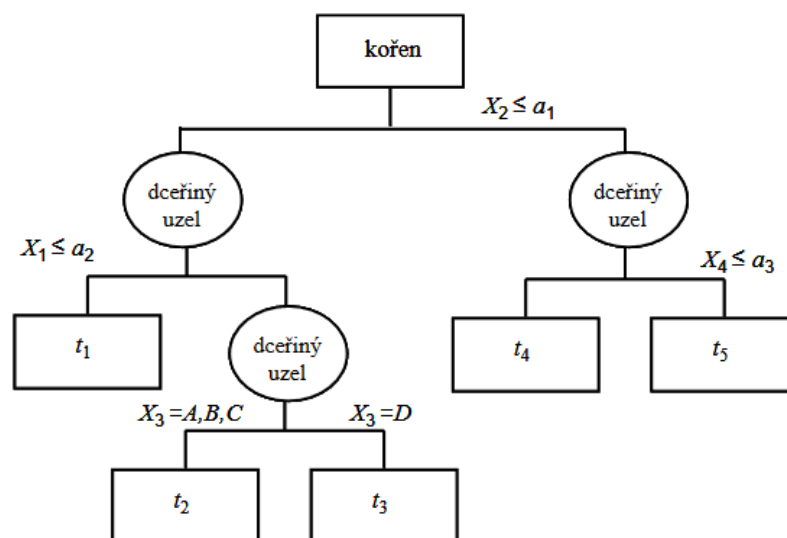 kořen
X₂ ≤ a₁
dceřiný
uzel
dceřiný
uzel
X₁ ≤ a₂
X₄ ≤ a₃
t₁
dceřiný
uzel
t₄
t₅
X₃ =A,B,C
X₃ =D
t₂
t₃